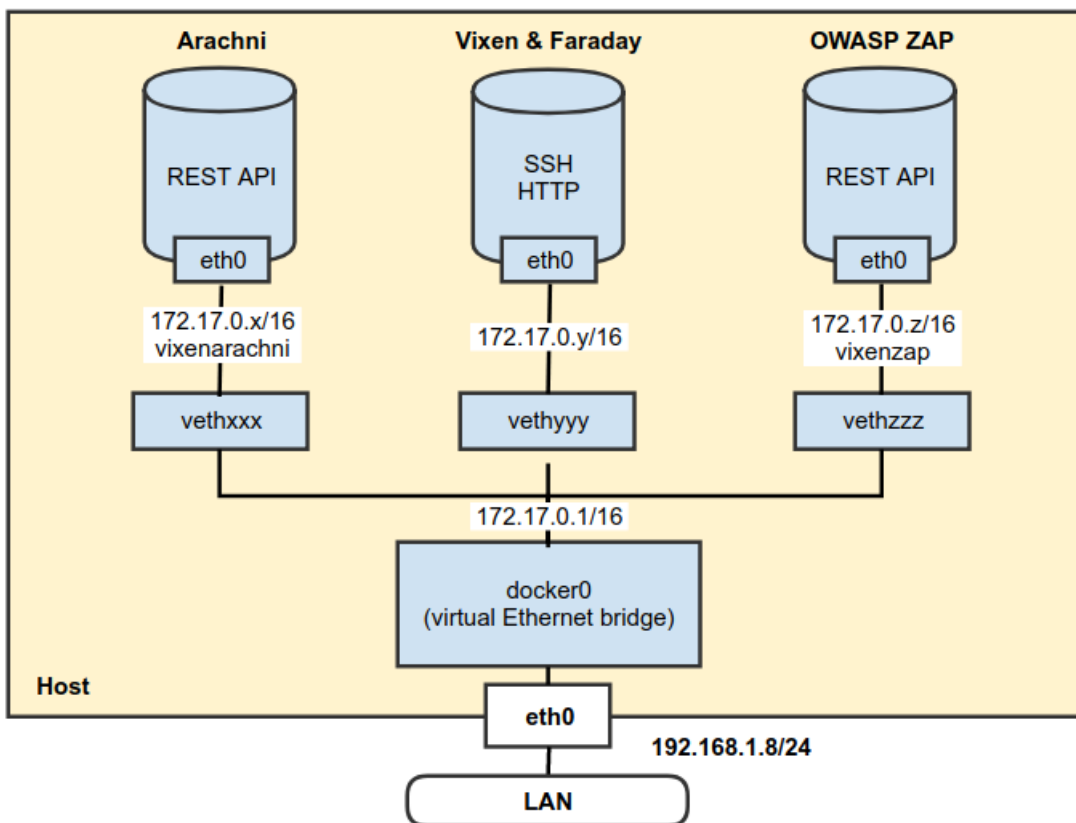 Arachni
Vixen & Faraday
OWASP ZAP
REST API
SSH
HTTP
REST API
eth0
eth0
eth0
172.17.0.x/16
vixenarachni
172.17.0.y/16
172.17.0.z/16
vixenzap
vethxxx
vethyyy
vethzzz
172.17.0.1/16
docker0
(virtual Ethernet bridge)
Host
eth0
192.168.1.8/24
LAN